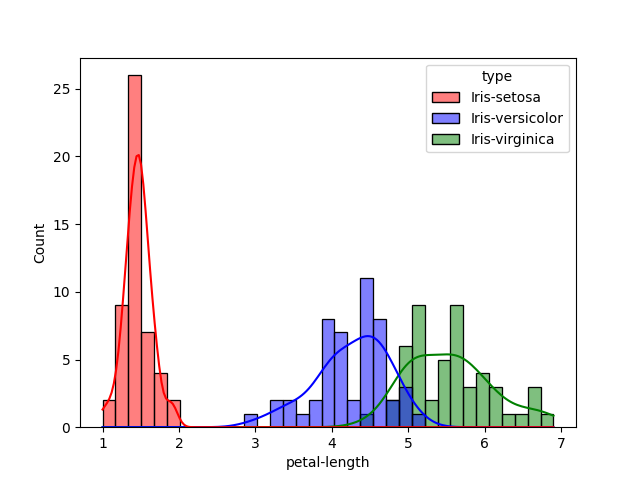 25
20
15
10
5
0
Count
type
Iris-setosa
Iris-versicolor
Iris-virginica
1 2 3 4 5 6 7
petal-length